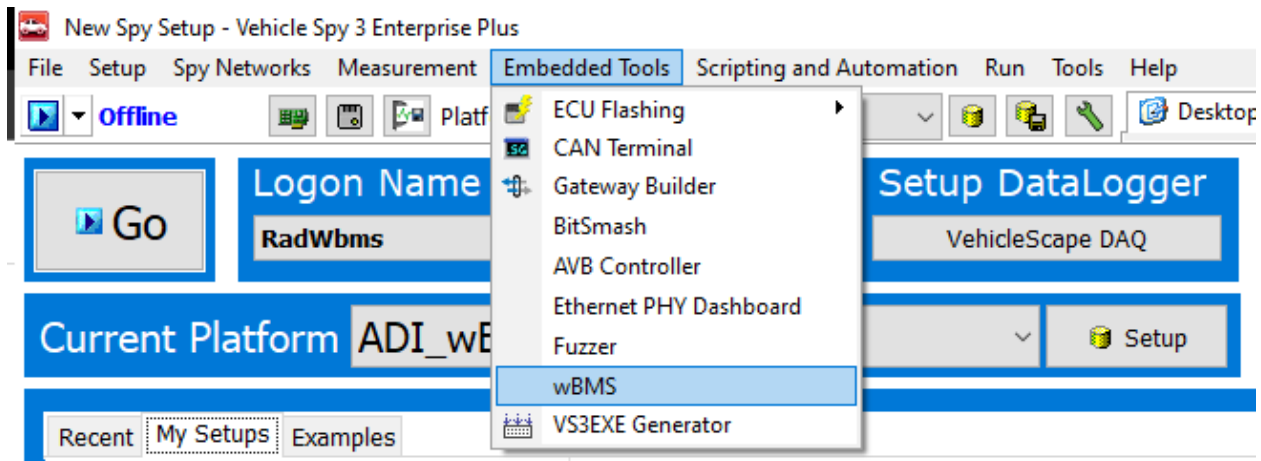 New Spy Setup - Vehicle Spy 3 Enterprise Plus
File Setup Spy Networks Measurement Embedded Tools Scripting and Automation Run Tools Help
Offline Platf Desktop
ECU Flashing
CAN Terminal
Gateway Builder
BitSmash
AVB Controller
Ethernet PHY Dashboard
Fuzzer
wBMS
VS3EXE Generator
Go
Logon Name
RadWbms
Setup DataLogger
VehicleScape DAQ
Current Platform ADI_wB
Setup
Recent My Setups Examples